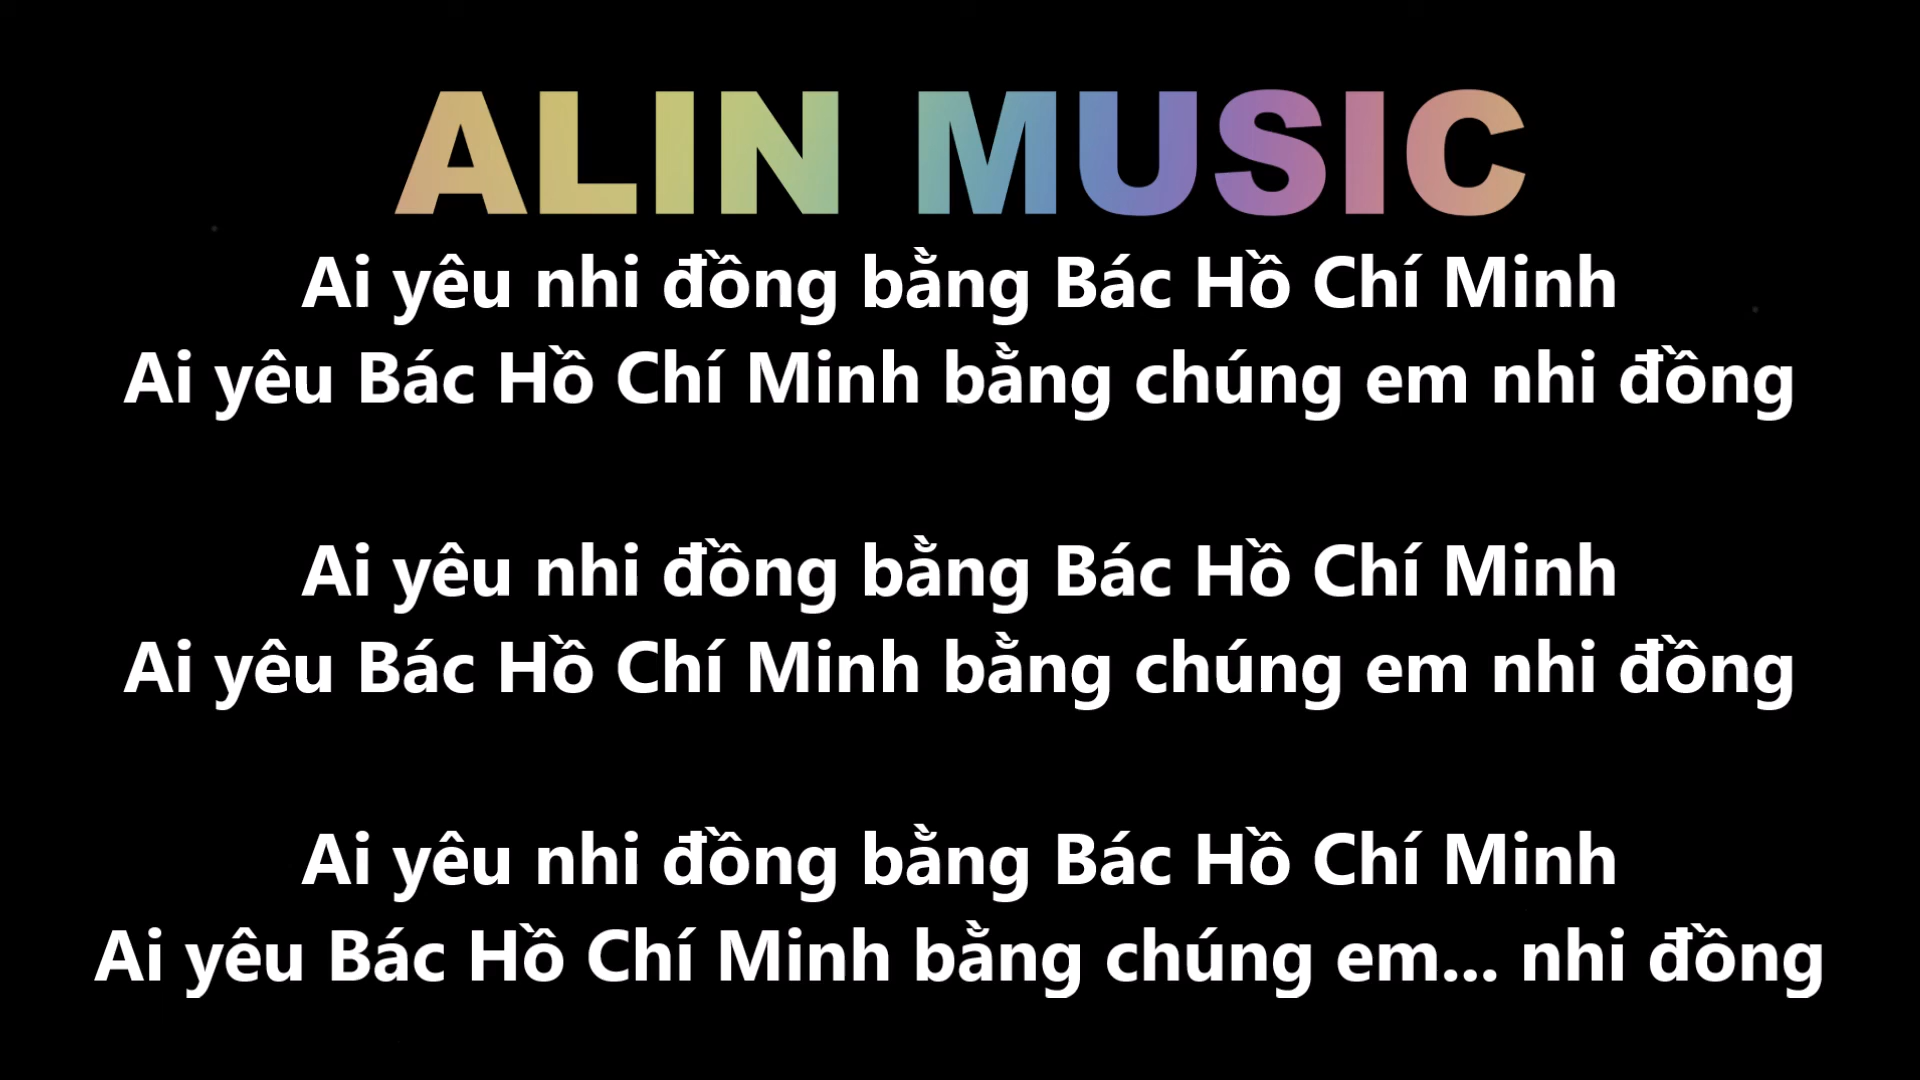 ALIN MUSIC
Ai yêu nhi đồng bằng Bác Hồ Chí Minh
Ai yêu Bác Hồ Chí Minh bằng chúng em nhi đồng
Ai yêu nhi đồng bằng Bác Hồ Chí Minh
Ai yêu Bác Hồ Chí Minh bằng chúng em nhi đồng
Ai yêu nhi đồng bằng Bác Hồ Chí Minh
Ai yêu Bác Hồ Chí Minh bằng chúng em... nhi đồng